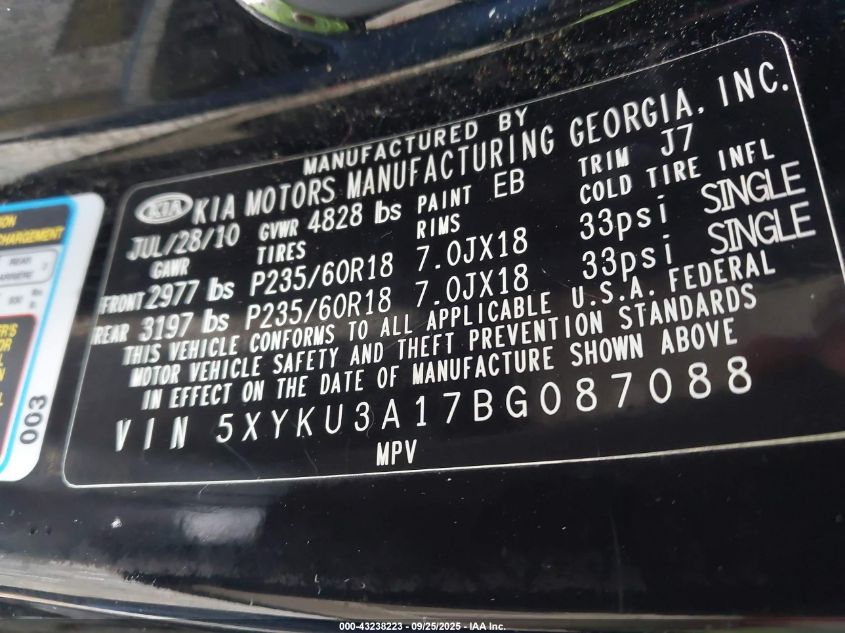 MANUFACTURED BY
KIA KIA MOTORS MANUFACTURING GEORGIA, INC.
JUL/28/10 GVWR 4828 lbs PAINT EB TRIM J7
GAWR TIRES RIMS COLD TIRE INFL
FRONT 2977 lbs P235/60R18 7.0JX18 33psi SINGLE
REAR 3197 lbs P235/60R18 7.0JX18 33psi SINGLE
THIS VEHICLE CONFORMS TO ALL APPLICABLE U.S.A. FEDERAL
MOTOR VEHICLE SAFETY AND THEFT PREVENTION STANDARDS
IN EFFECT ON THE DATE OF MANUFACTURE SHOWN ABOVE
VIN 5XYKU3A17BG087088
MPV
REAR
003
000-43238223 - 09/25/2025 - IAA Inc.